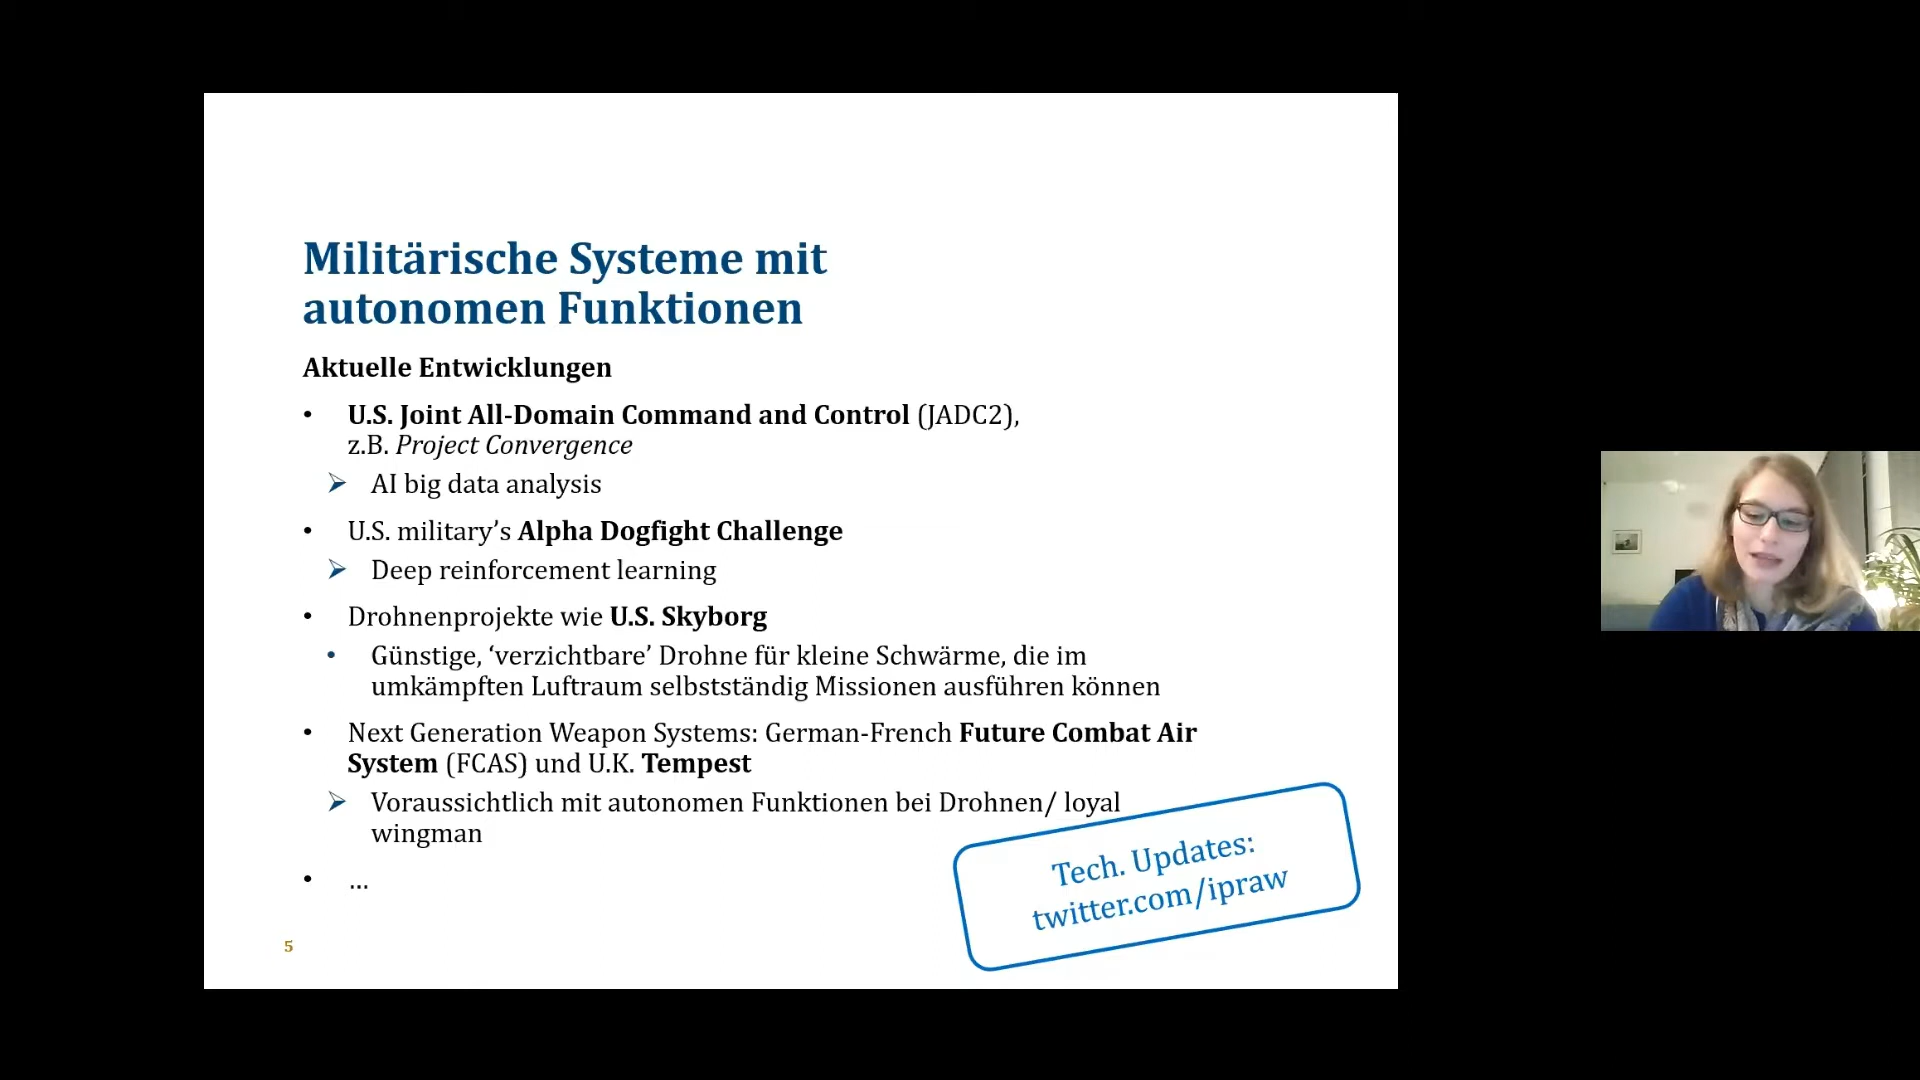 Militärische Systeme mit
autonomen Funktionen
Aktuelle Entwicklungen
• U.S. Joint All-Domain Command and Control (JADC2),
z.B. Project Convergence
➢ AI big data analysis
• U.S. military’s Alpha Dogfight Challenge
➢ Deep reinforcement learning
• Drohnenprojekte wie U.S. Skyborg
• Günstige, ‘verzichtbare’ Drohne für kleine Schwärme, die im
umkämpften Luftraum selbstständig Missionen ausführen können
• Next Generation Weapon Systems: German-French Future Combat Air
System (FCAS) und U.K. Tempest
➢ Voraussichtlich mit autonomen Funktionen bei Drohnen/ loyal
wingman
• …
Tech. Updates:
twitter.com/ipraw
5